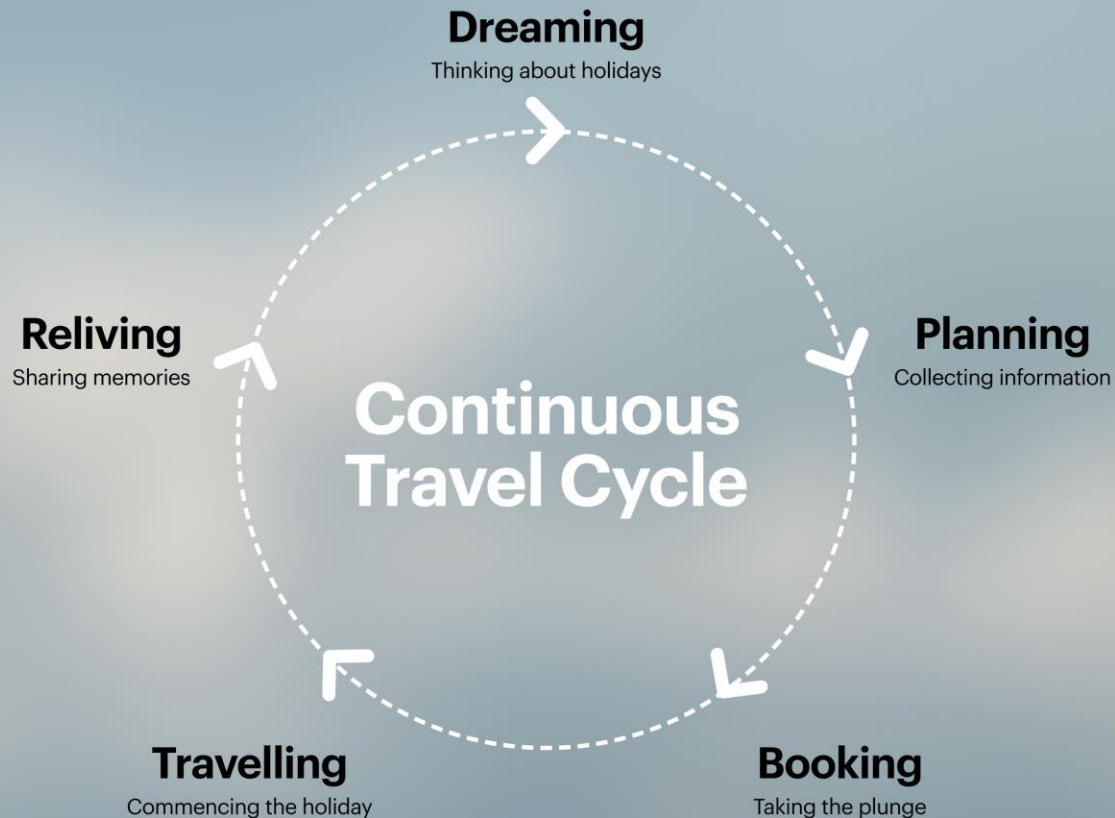 Dreaming
Thinking about holidays
Reliving
Sharing memories
Planning
Collecting information
Continuous
Travel Cycle
Travelling
Commencing the holiday
Booking
Taking the plunge